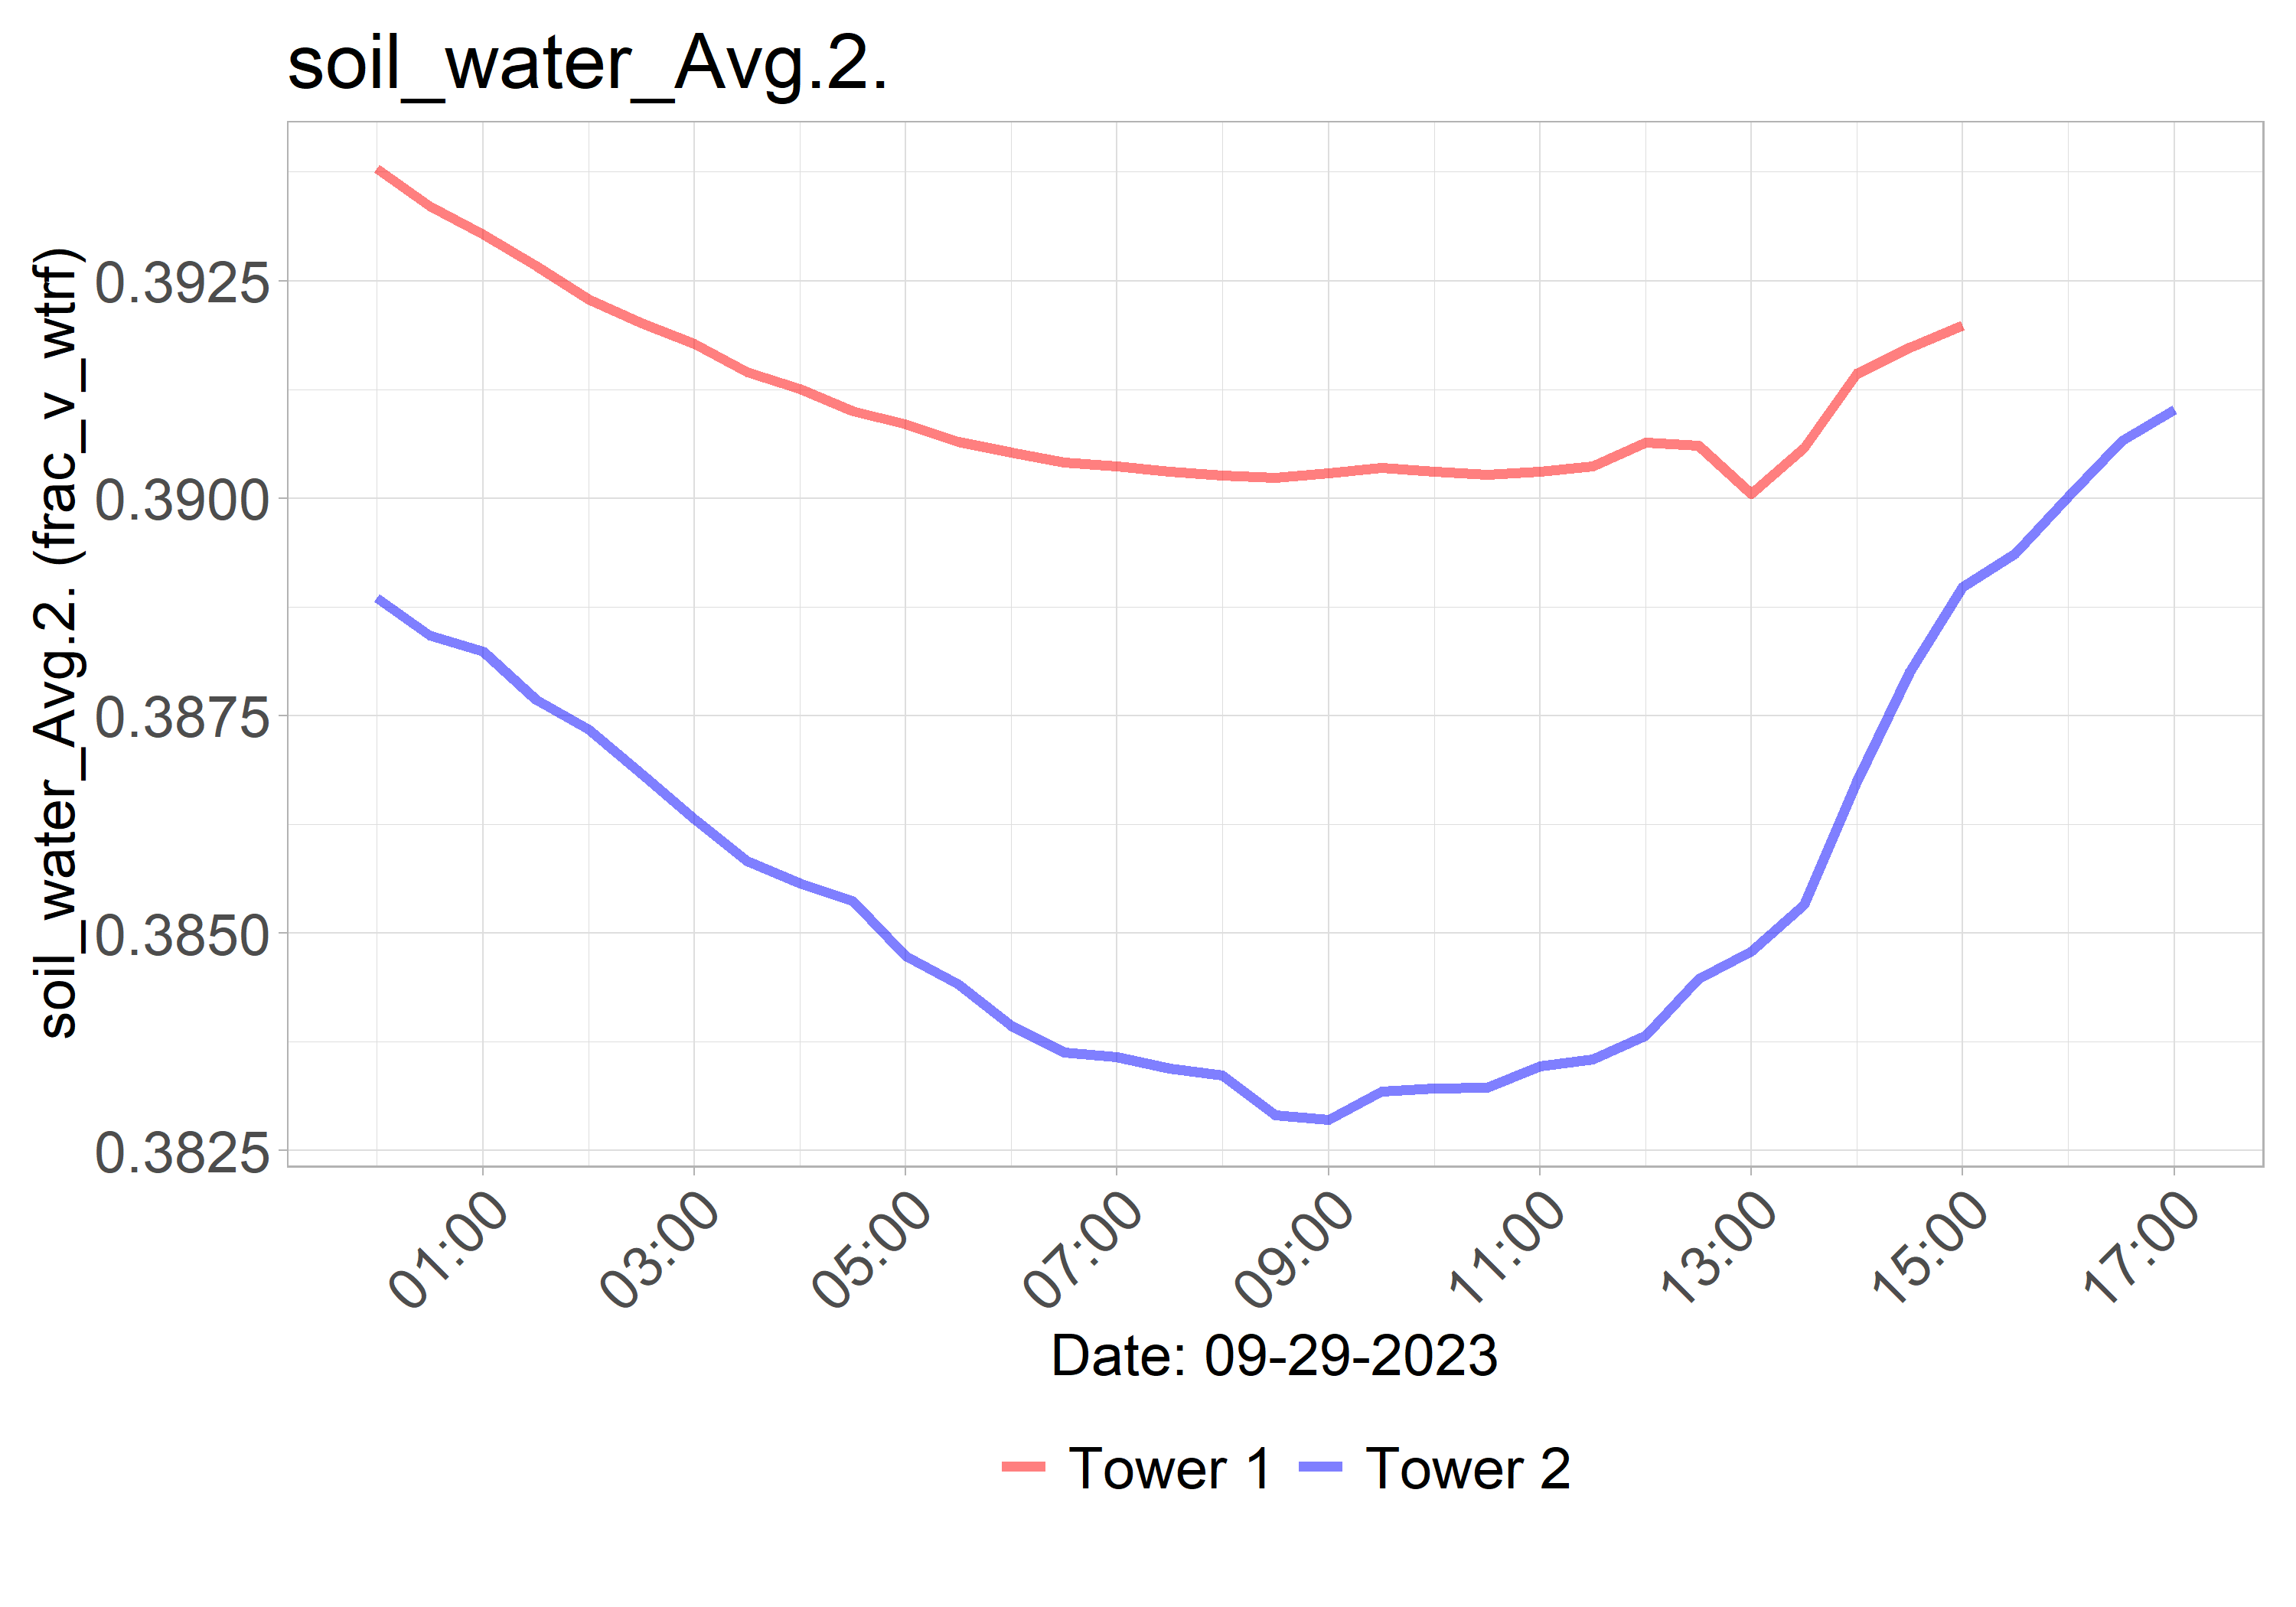 soil_water_Avg.2.
soil_water_Avg.2. (frac_v_wtrf)
0.3925
0.3900
0.3875
0.3850
0.3825
01:00
03:00
05:00
07:00
09:00
11:00
13:00
15:00
17:00
Date: 09-29-2023
Tower 1
Tower 2